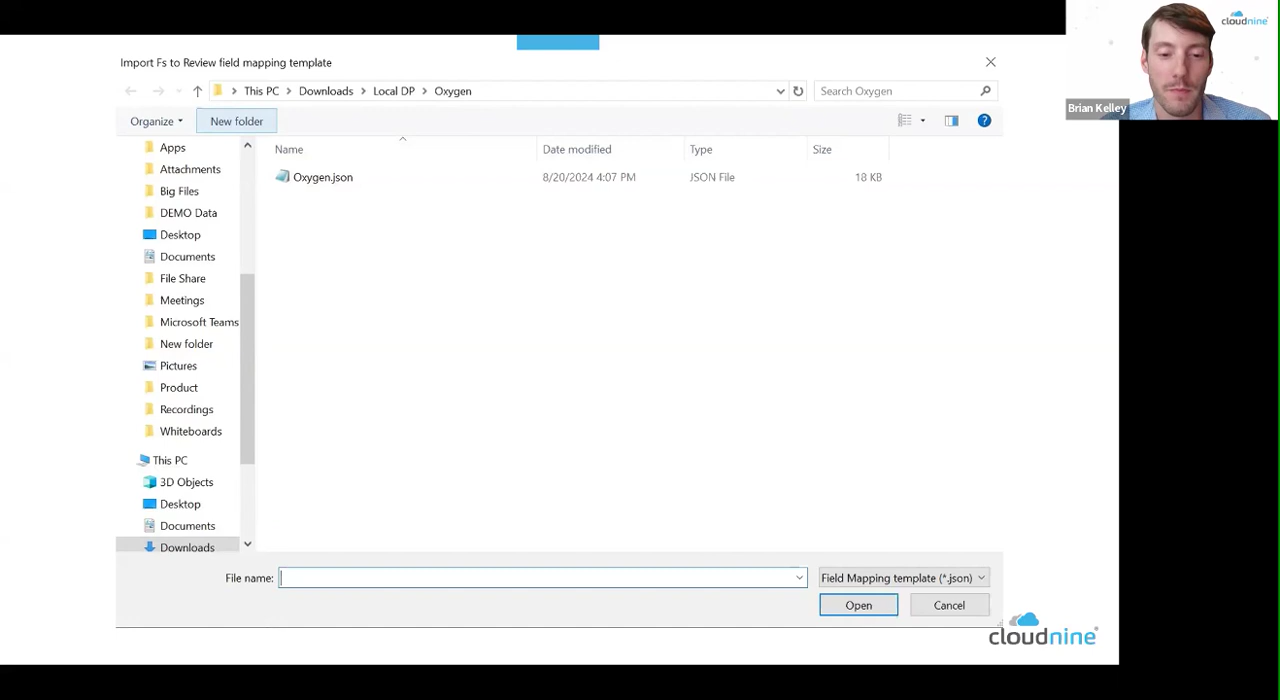 cloudnine
Brian Kelley
Import Fs to Review field mapping template
This PC
Downloads
Local DP
Oxygen
Search Oxygen
Organize
New folder
Name
Date modified
Type
Size
Oxygen.json
8/20/2024 4:07 PM
JSON File
18 KB
Apps
Attachments
Big Files
DEMO Data
Desktop
Documents
File Share
Meetings
Microsoft Teams
New folder
Pictures
Product
Recordings
Whiteboards
This PC
3D Objects
Desktop
Documents
Downloads
File name:
Field Mapping template (*.json)
Open
Cancel
cloudnine